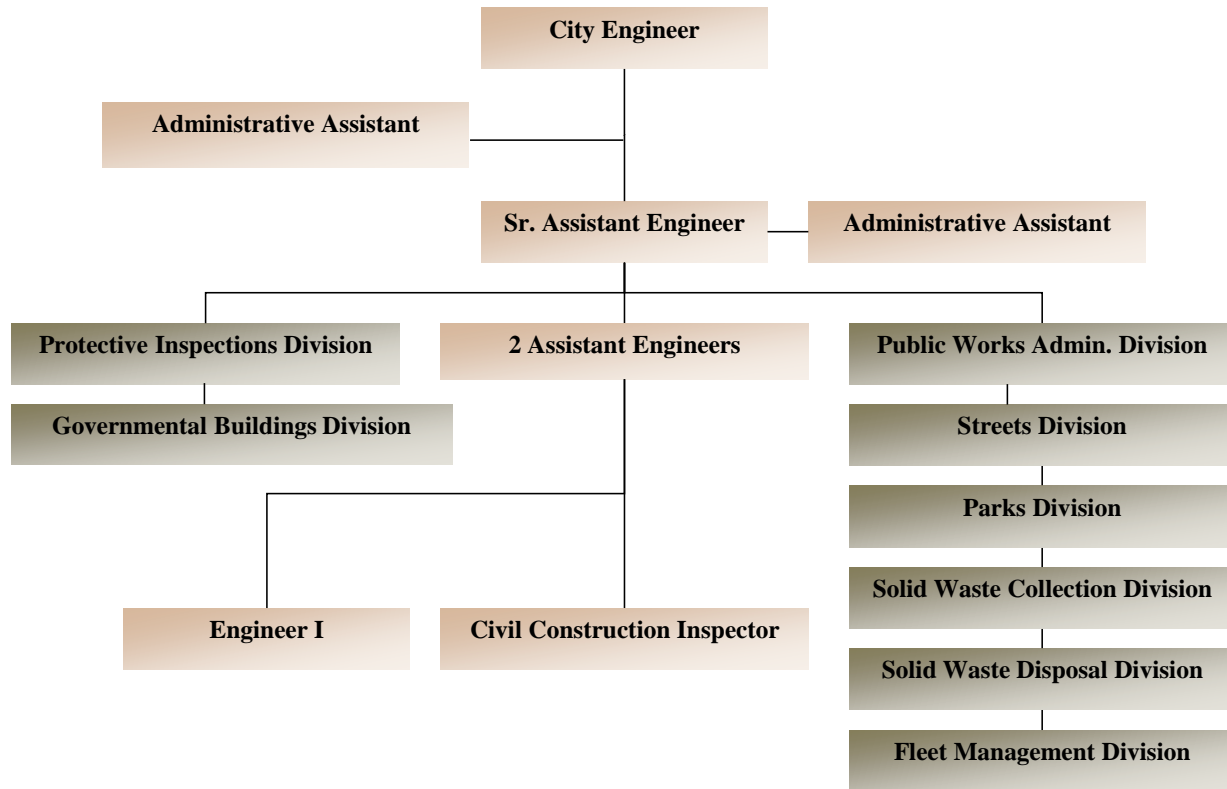 City Engineer
Administrative Assistant
Sr. Assistant Engineer
Administrative Assistant
Protective Inspections Division
2 Assistant Engineers
Public Works Admin. Division
Governmental Buildings Division
Streets Division
Parks Division
Solid Waste Collection Division
Engineer I
Civil Construction Inspector
Solid Waste Disposal Division
Fleet Management Division